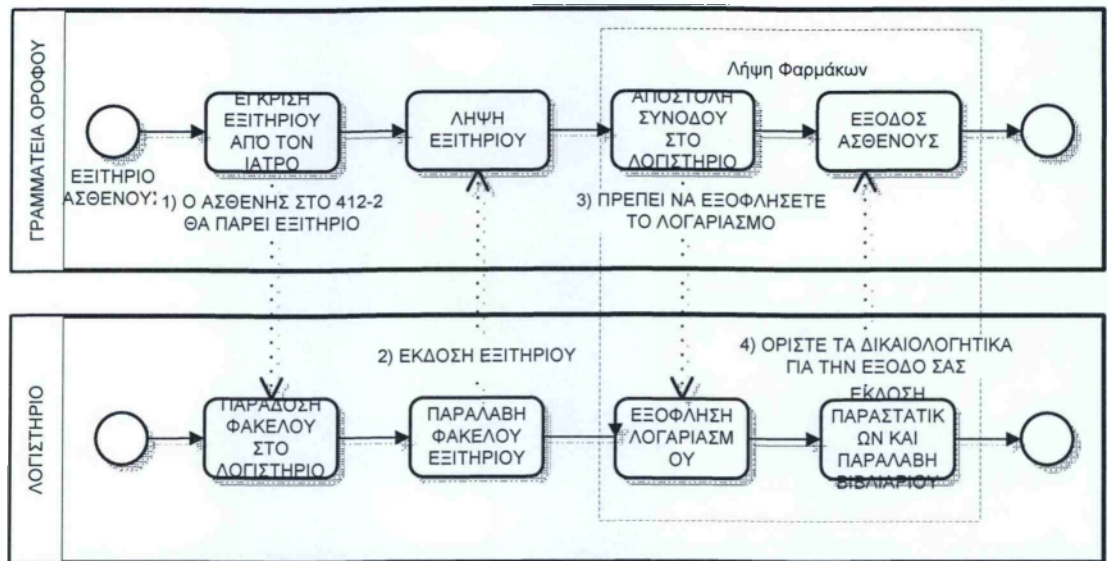 ΓΡΑΜΜΑΤΕΙΑ ΟΡΟΦΟΥ
ΕΞΙΤΗΡΙΟ
ΑΣΘΕΝΟΥΣ
ΕΓΚΡΙΣΗ
ΕΞΙΤΗΡΙΟΥ
ΑΠΌ ΤΟΝ
ΙΑΤΡΟ
ΛΗΨΗ
ΕΞΙΤΗΡΙΟΥ
Λήψη Φαρμάκων
ΑΠΟΣΤΟΛΗ
ΣΥΝΟΔΟΥ
ΣΤΟ
ΛΟΓΙΣΤΗΡΙΟ
ΕΞΟΔΟΣ
ΑΣΘΕΝΟΥΣ
1) Ο ΑΣΘΕΝΗΣ ΣΤΟ 412-2
ΘΑ ΠΑΡΕΙ ΕΞΙΤΗΡΙΟ
3) ΠΡΕΠΕΙ ΝΑ ΕΞΟΦΛΗΣΕΤΕ
ΤΟ ΛΟΓΑΡΙΑΣΜΟ
ΛΟΓΙΣΤΗΡΙΟ
2) ΕΚΔΟΣΗ ΕΞΙΤΗΡΙΟΥ
4) ΟΡΙΣΤΕ ΤΑ ΔΙΚΑΙΟΛΟΓΗΤΙΚΑ
ΓΙΑ ΤΗΝ ΕΞΟΔΟ ΣΑΣ
ΠΑΡΑΔΟΣΗ
ΦΑΚΕΛΟΥ
ΣΤΟ
ΛΟΓΙΣΤΗΡΙΟ
ΠΑΡΑΛΑΒΗ
ΦΑΚΕΛΟΥ
ΕΞΙΤΗΡΙΟΥ
ΕΞΟΦΛΗΣΗ
ΛΟΓΑΡΙΑΣΜ
ΟΥ
ΕΚΔΟΣΗ
ΠΑΡΑΣΤΑΤΙΚ
ΩΝ ΚΑΙ
ΠΑΡΑΛΑΒΗ
ΒΙΒΛΙΑΡΙΟΥ